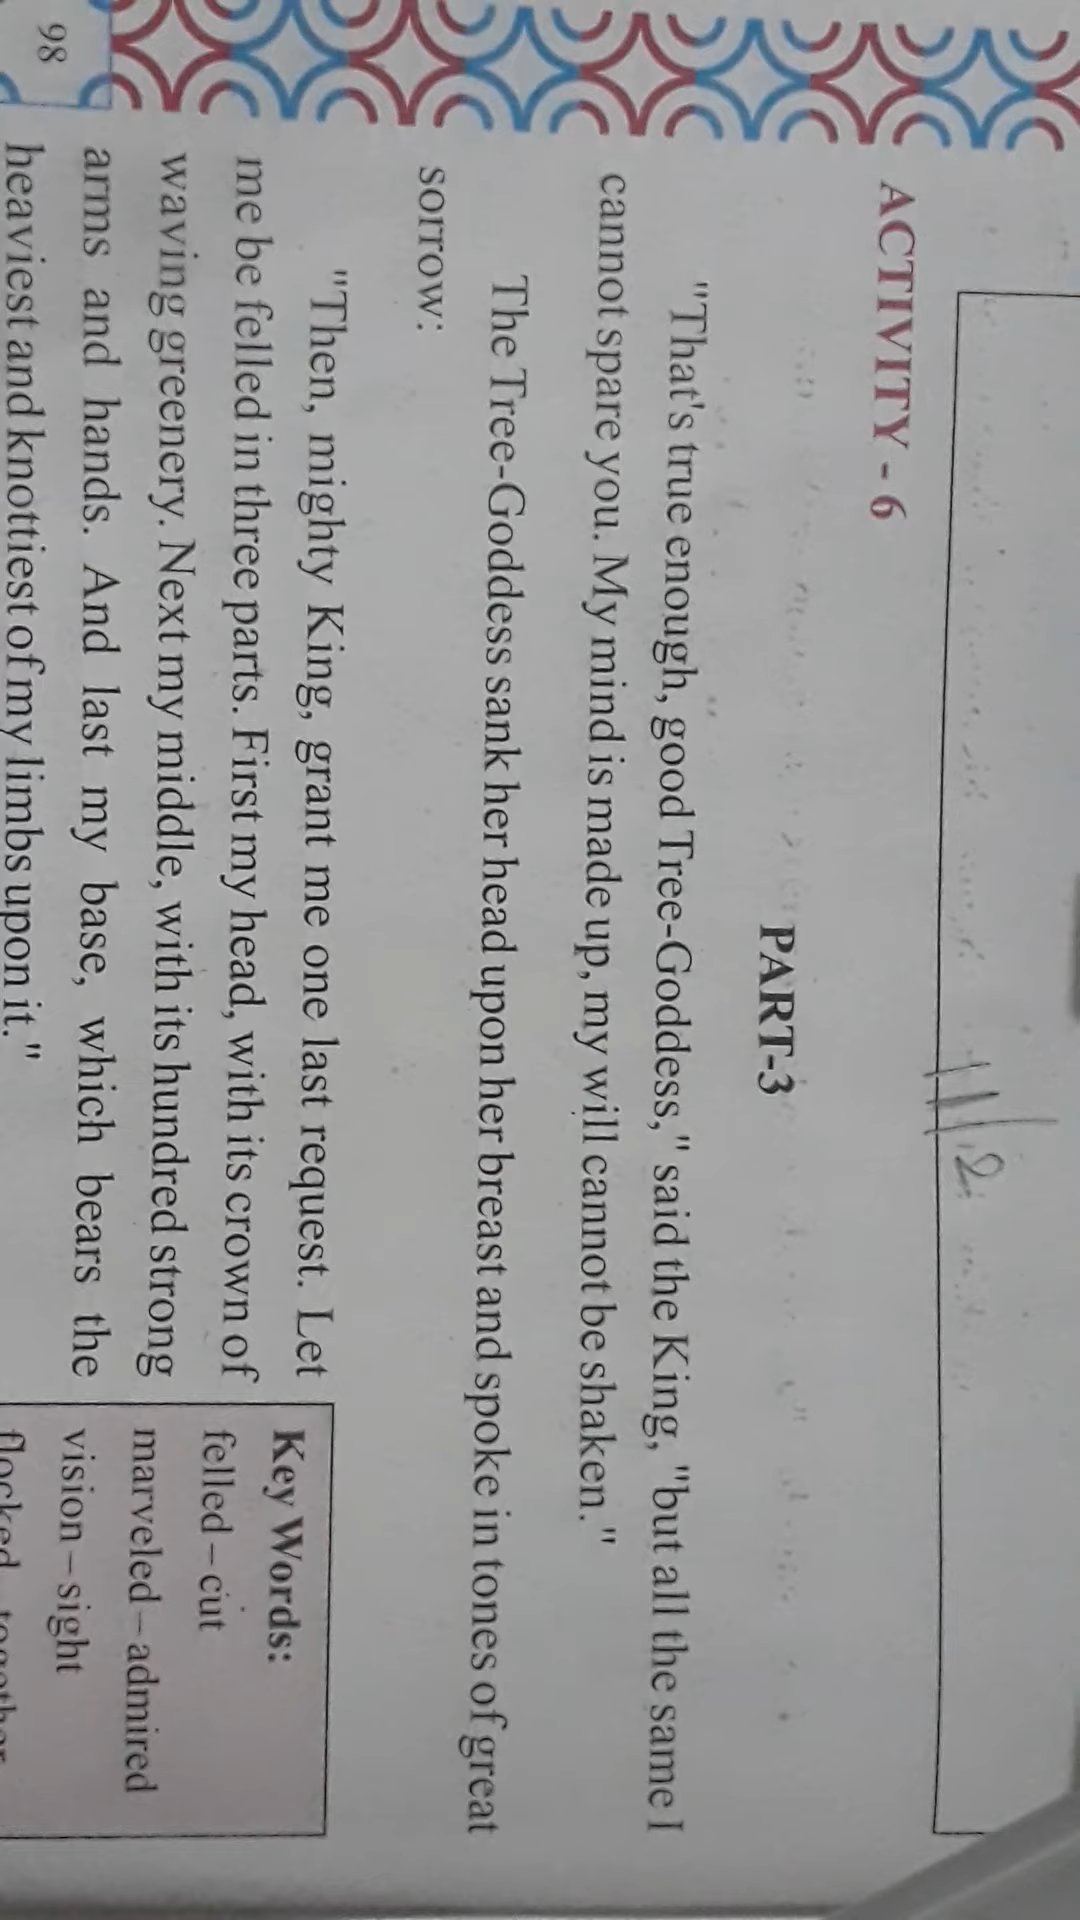 ACTIVITY - 6
PART-3
"That's true enough, good Tree-Goddess," said the King, "but all the same I
cannot spare you. My mind is made up, my will cannot be shaken."
The Tree-Goddess sank her head upon her breast and spoke in tones of great
sorrow:
"Then, mighty King, grant me one last request. Let
me be felled in three parts. First my head, with its crown of
waving greenery. Next my middle, with its hundred strong
arms and hands. And last my base, which bears the
heaviest and knottiest of my limbs upon it."
Key Words:
felled – cut
marveled – admired
vision – sight
flocked – together
98